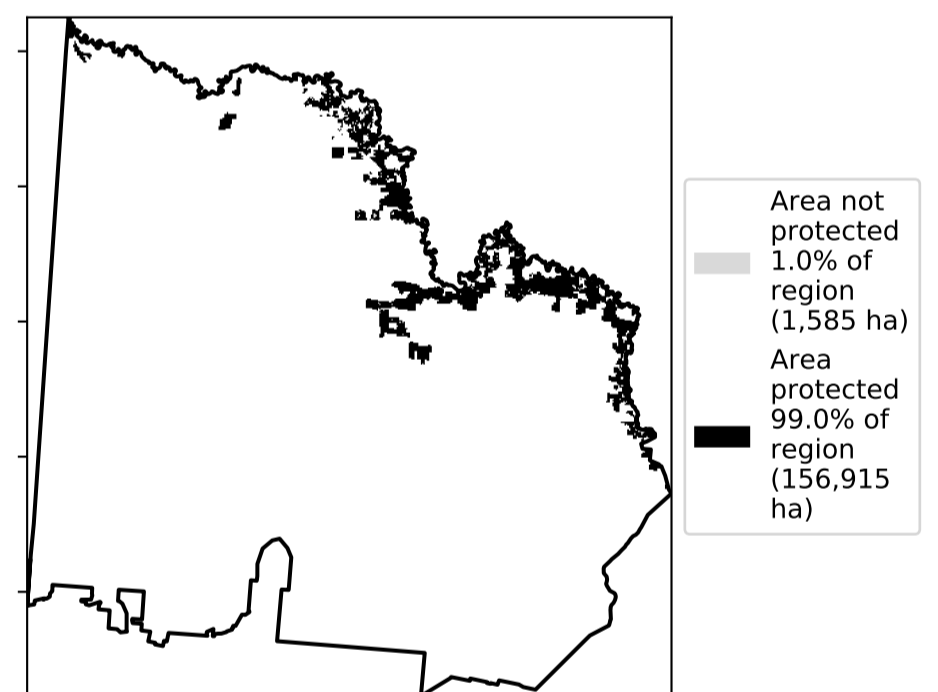 Area not
protected
1.0% of
region
(1,585 ha)
Area
protected
99.0% of
region
(156,915
ha)